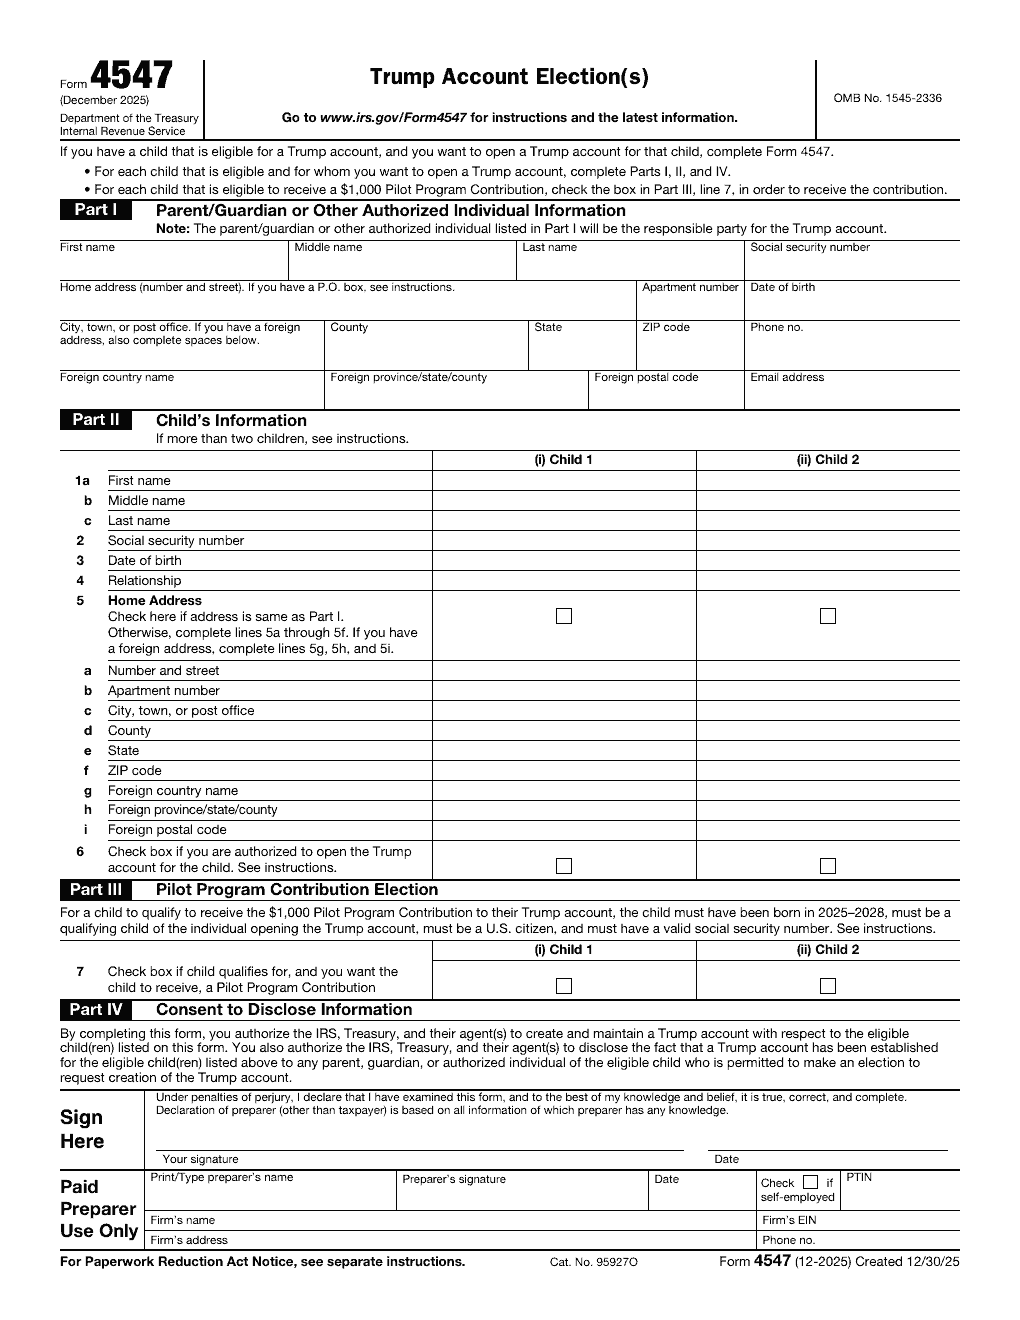 Form 4547
(December 2025)
Department of the Treasury
Internal Revenue Service
Trump Account Election(s)
Go to www.irs.gov/Form4547 for instructions and the latest information.
OMB No. 1545-2336
If you have a child that is eligible for a Trump account, and you want to open a Trump account for that child, complete Form 4547.
• For each child that is eligible and for whom you want to open a Trump account, complete Parts I, II, and IV.
• For each child that is eligible to receive a $1,000 Pilot Program Contribution, check the box in Part III, line 7, in order to receive the contribution.
Part I Parent/Guardian or Other Authorized Individual Information
Note: The parent/guardian or other authorized individual listed in Part I will be the responsible party for the Trump account.
First name Middle name Last name Social security number
Home address (number and street). If you have a P.O. box, see instructions. Apartment number Date of birth
City, town, or post office. If you have a foreign
address, also complete spaces below.
County State ZIP code Phone no.
Foreign country name Foreign province/state/county Foreign postal code Email address
Part II Child's Information
If more than two children, see instructions.
(i) Child 1 (ii) Child 2
1a First name
b Middle name
c Last name
2 Social security number
3 Date of birth
4 Relationship
5 Home Address
Check here if address is same as Part I.
Otherwise, complete lines 5a through 5f. If you have
a foreign address, complete lines 5g, 5h, and 5i.
a Number and street
b Apartment number
c City, town, or post office
d County
e State
f ZIP code
g Foreign country name
h Foreign province/state/county
i Foreign postal code
6 Check box if you are authorized to open the Trump
account for the child. See instructions.
Part III Pilot Program Contribution Election
For a child to qualify to receive the $1,000 Pilot Program Contribution to their Trump account, the child must have been born in 2025–2028, must be a
qualifying child of the individual opening the Trump account, must be a U.S. citizen, and must have a valid social security number. See instructions.
(i) Child 1 (ii) Child 2
7 Check box if child qualifies for, and you want the
child to receive, a Pilot Program Contribution
Part IV Consent to Disclose Information
By completing this form, you authorize the IRS, Treasury, and their agent(s) to create and maintain a Trump account with respect to the eligible
child(ren) listed on this form. You also authorize the IRS, Treasury, and their agent(s) to disclose the fact that a Trump account has been established
for the eligible child(ren) listed above to any parent, guardian, or authorized individual of the eligible child who is permitted to make an election to
request creation of the Trump account.
Sign
Here
Under penalties of perjury, I declare that I have examined this form, and to the best of my knowledge and belief, it is true, correct, and complete.
Declaration of preparer (other than taxpayer) is based on all information of which preparer has any knowledge.
Your signature Date
Paid
Preparer
Use Only
Print/Type preparer's name Preparer's signature Date Check if
self-employed
PTIN
Firm's name Firm's EIN
Firm's address Phone no.
For Paperwork Reduction Act Notice, see separate instructions. Cat. No. 95927O Form 4547 (12-2025) Created 12/30/25